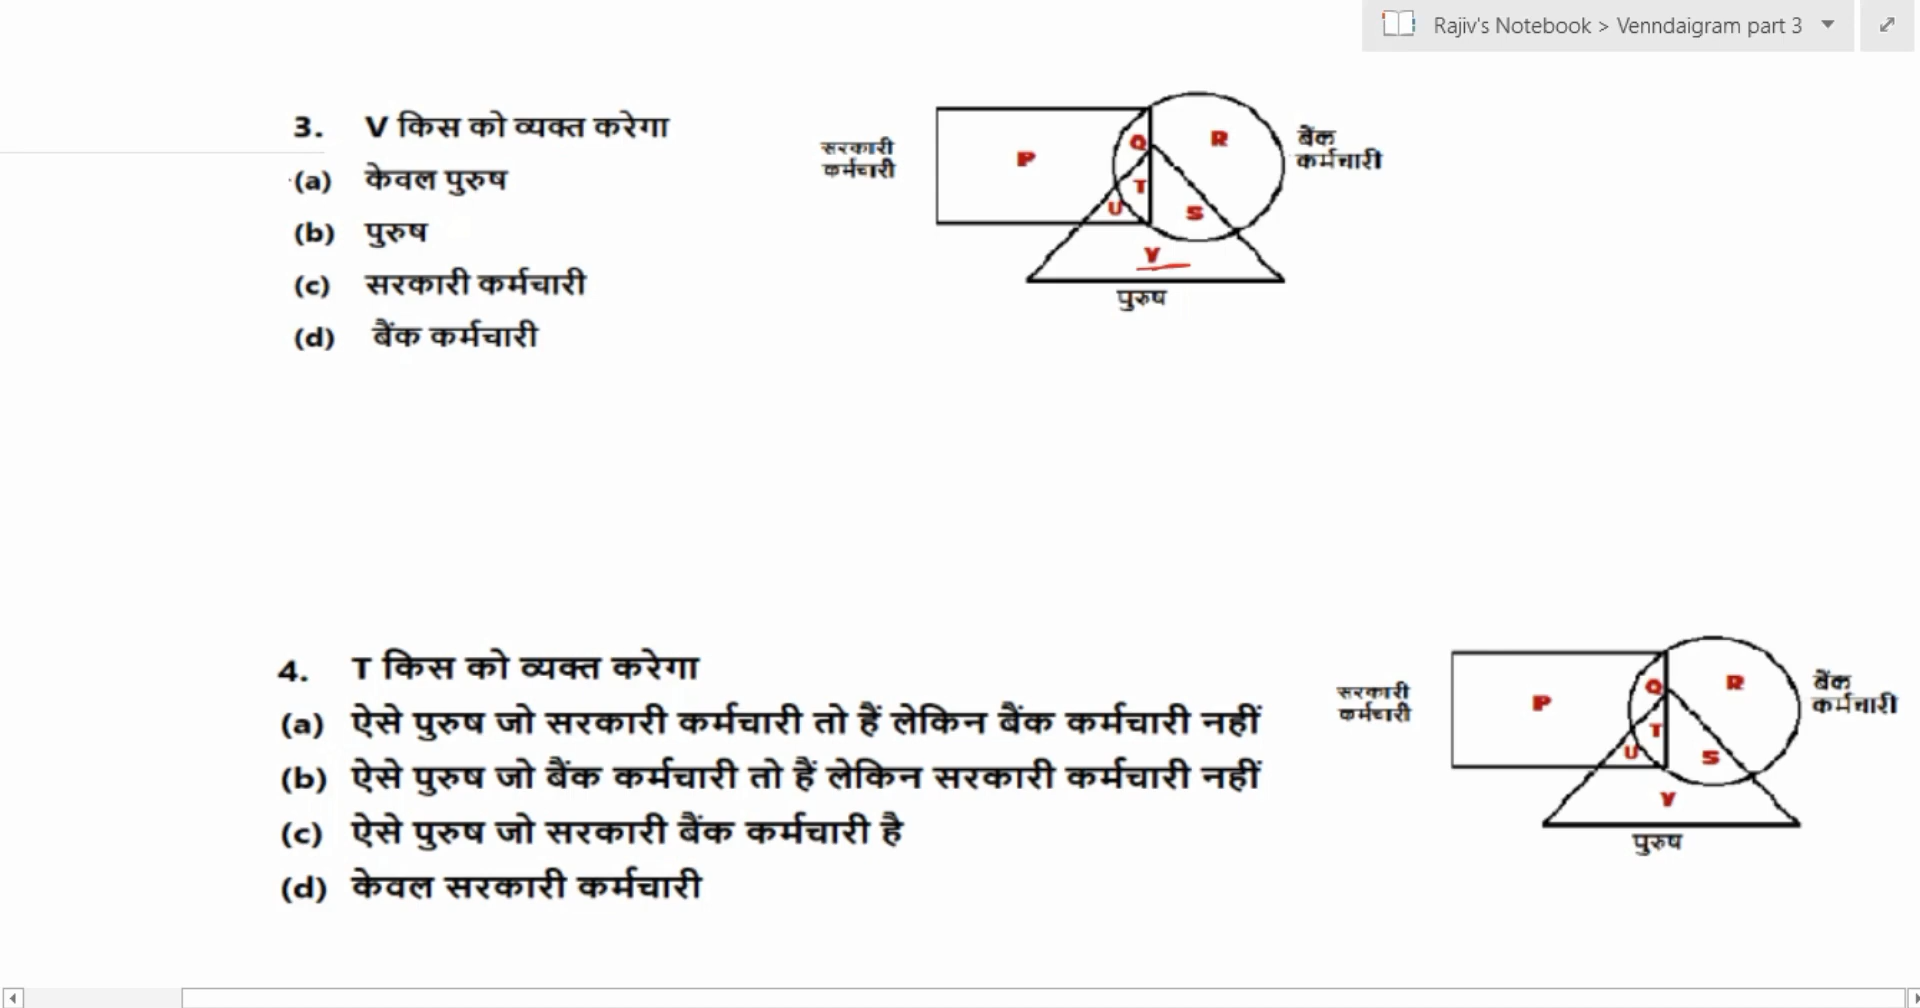 Rajiv's Notebook > Venndaigram part 3
3. V किस को व्यक्त करेगा
(a) केवल पुरुष
(b) पुरुष
(c) सरकारी कर्मचारी
(d) बैंक कर्मचारी
सरकारी
कर्मचारी
P
Q
R
T
U
S
V
बैंक
कर्मचारी
पुरुष
4. T किस को व्यक्त करेगा
(a) ऐसे पुरुष जो सरकारी कर्मचारी तो हैं लेकिन बैंक कर्मचारी नहीं
(b) ऐसे पुरुष जो बैंक कर्मचारी तो हैं लेकिन सरकारी कर्मचारी नहीं
(c) ऐसे पुरुष जो सरकारी बैंक कर्मचारी है
(d) केवल सरकारी कर्मचारी
सरकारी
कर्मचारी
P
Q
R
T
U
S
V
बैंक
कर्मचारी
पुरुष